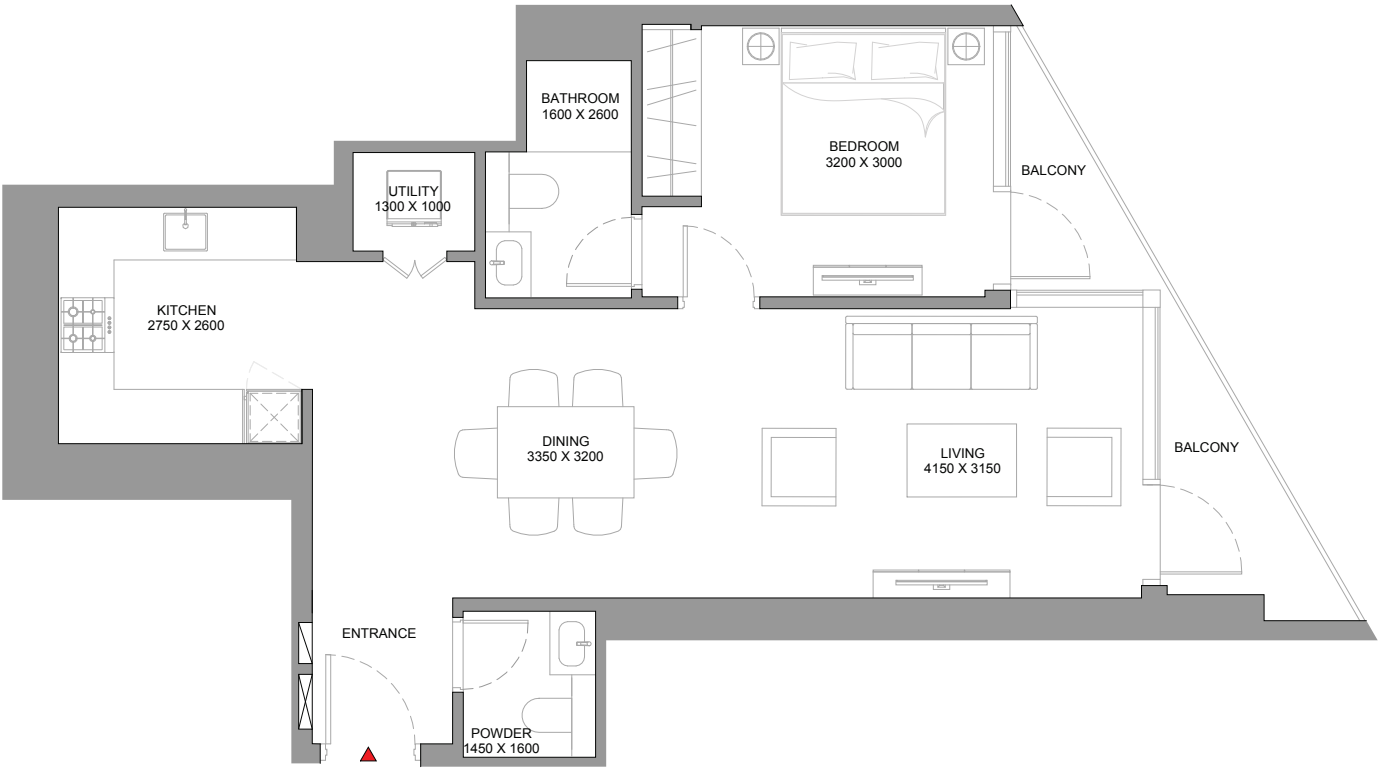 BATHROOM
1600 X 2600
BEDROOM
3200 X 3000
BALCONY
UTILITY
1300 X 1000
KITCHEN
2750 X 2600
DINING
3350 X 3200
LIVING
4150 X 3150
BALCONY
ENTRANCE
POWDER
1450 X 1600